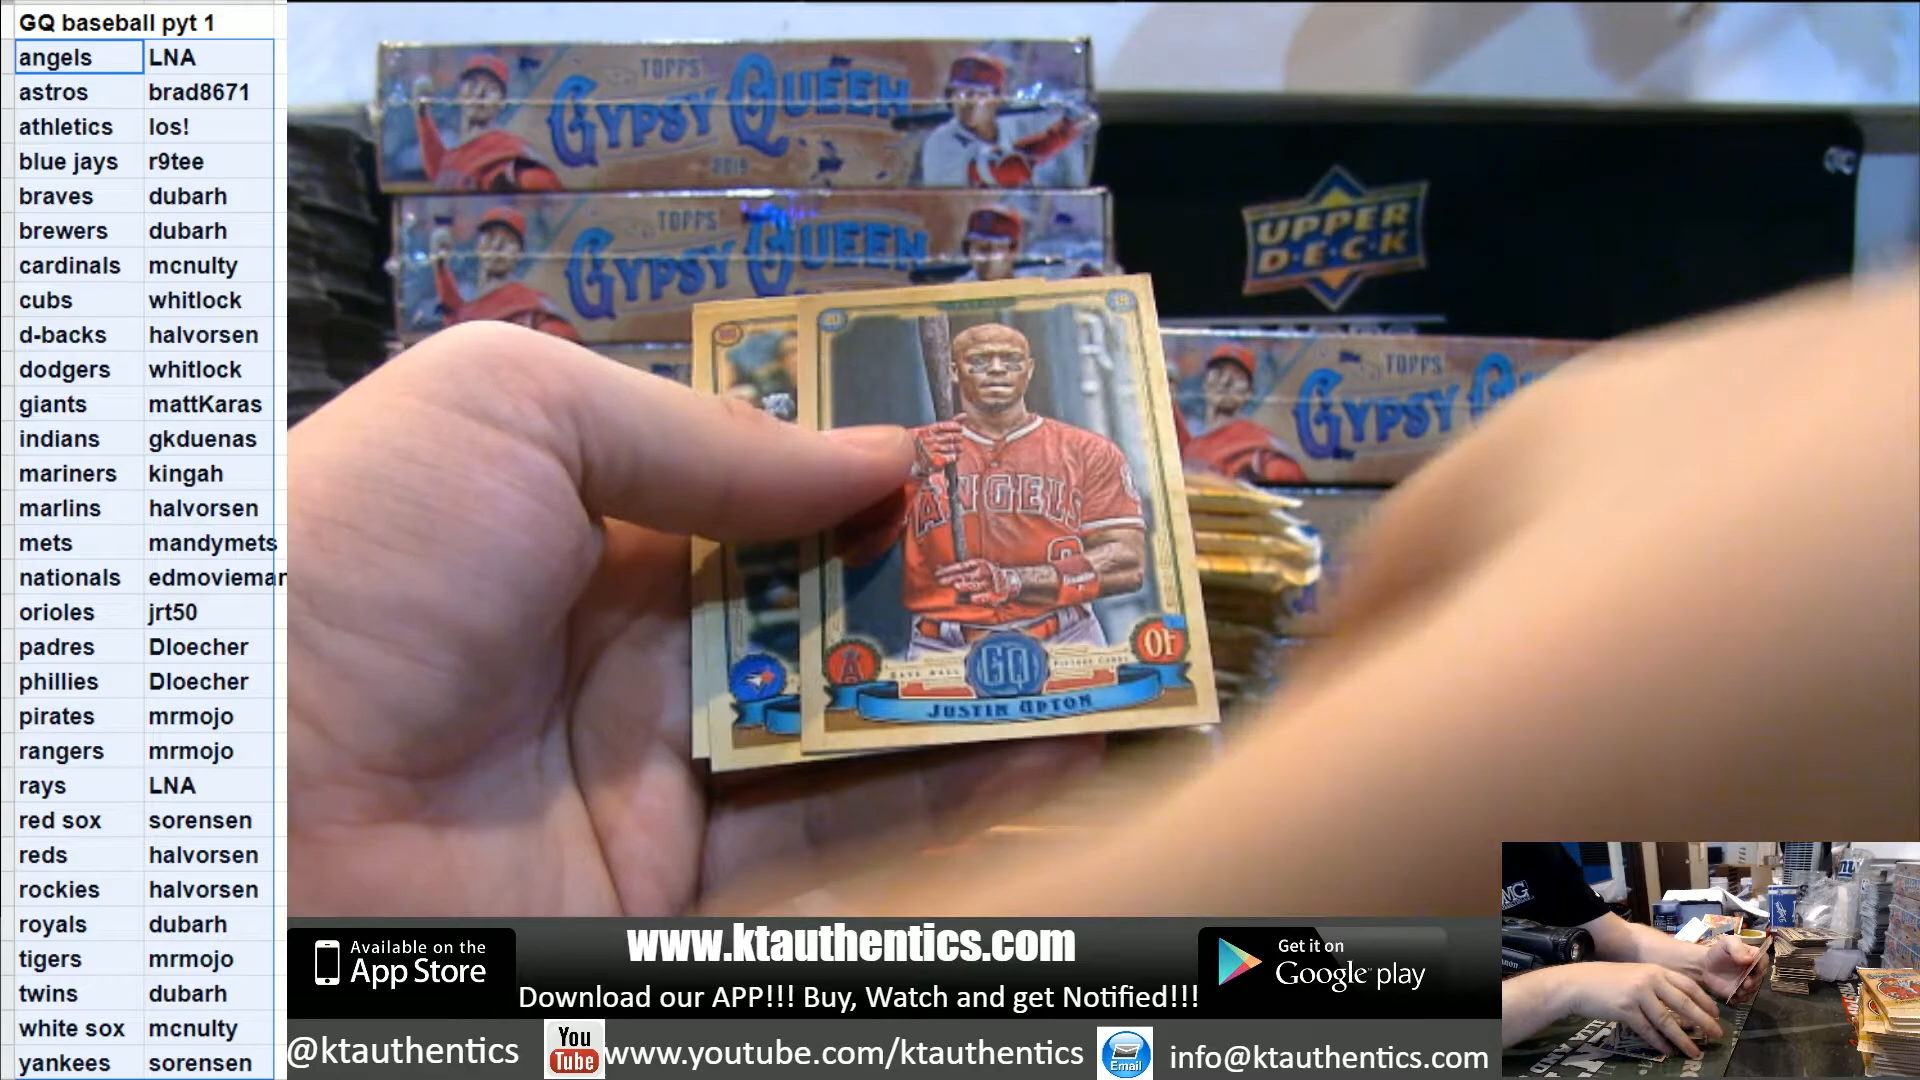 GQ baseball pyt 1
angels LNA
astros brad8671
athletics los!
blue jays r9tee
braves dubarh
brewers dubarh
cardinals mcnulty
cubs whitlock
d-backs halvorsen
dodgers whitlock
giants mattKaras
indians gkduenas
mariners kingah
marlins halvorsen
mets mandymets
nationals edmovieman
orioles jrt50
padres Dloecher
phillies Dloecher
pirates mrmojo
rangers mrmojo
rays LNA
red sox sorensen
reds halvorsen
rockies halvorsen
royals dubarh
tigers mrmojo
twins dubarh
white sox mcnulty
yankees sorensen
TOPPS
GYPSY QUEEN
2019
TOPPS
GYPSY QUEEN
UPPER
D·E·C·K
TOPPS
GYPSY
20 19
ANGELS
A GQ OF
JUSTIN UPTON
Available on the
App Store
www.ktauthentics.com
Get it on
Google play
Download our APP!!! Buy, Watch and get Notified!!!
@ktauthentics
You
Tube
www.youtube.com/ktauthentics
Email
info@ktauthentics.com